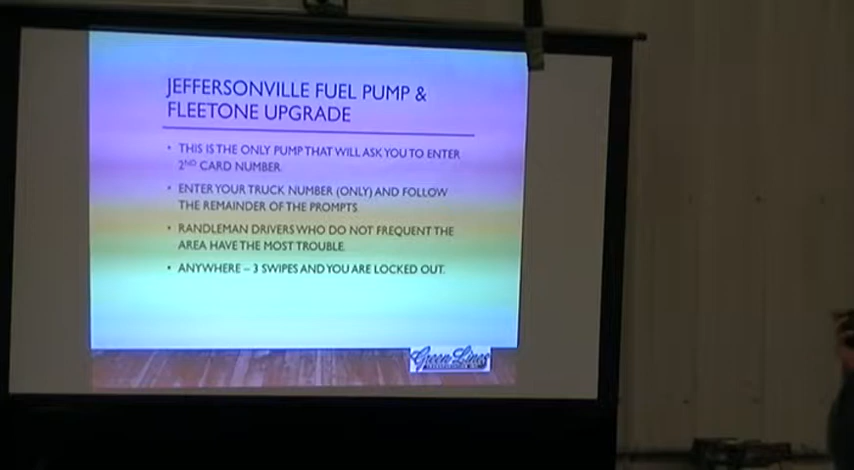 JEFFERSONVILLE FUEL PUMP &
FLEETONE UPGRADE
• THIS IS THE ONLY PUMP THAT WILL ASK YOU TO ENTER
2ND CARD NUMBER.
• ENTER YOUR TRUCK NUMBER (ONLY) AND FOLLOW
THE REMAINDER OF THE PROMPTS.
• RANDLEMAN DRIVERS WHO DO NOT FREQUENT THE
AREA HAVE THE MOST TROUBLE.
• ANYWHERE – 3 SWIPES AND YOU ARE LOCKED OUT.
Green Lines